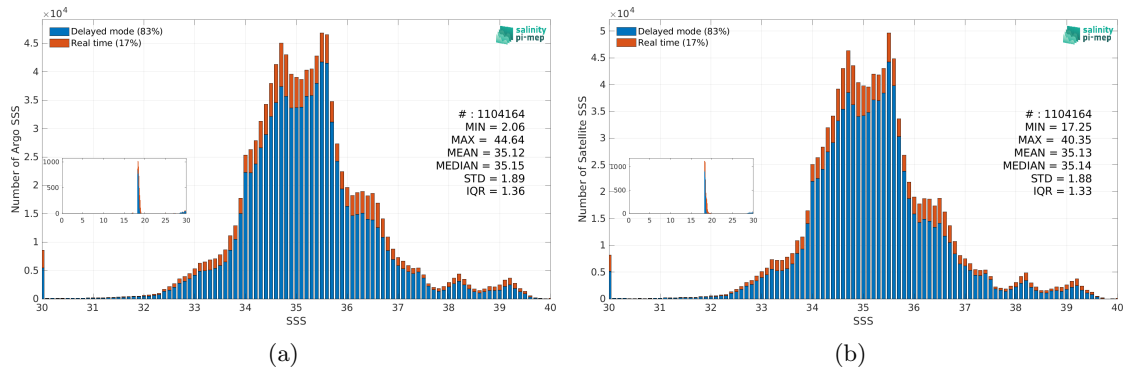 ×10⁴
Delayed mode (83%)
Real time (17%)
salinity
pi-mep
4.5
4
3.5
3
2.5
2
1.5
1
0.5
0
Number of Argo SSS
# : 1104164
MIN = 2.06
MAX = 44.64
MEAN = 35.12
MEDIAN = 35.15
STD = 1.89
IQR = 1.36
1000
500
0
0 5 10 15 20 25 30
30 31 32 33 34 35 36 37 38 39 40
SSS
(a)
×10⁴
Delayed mode (83%)
Real time (17%)
salinity
pi-mep
5
4.5
4
3.5
3
2.5
2
1.5
1
0.5
0
Number of Satellite SSS
# : 1104164
MIN = 17.25
MAX = 40.35
MEAN = 35.13
MEDIAN = 35.14
STD = 1.88
IQR = 1.33
1000
500
0
0 5 10 15 20 25 30
30 31 32 33 34 35 36 37 38 39 40
SSS
(b)